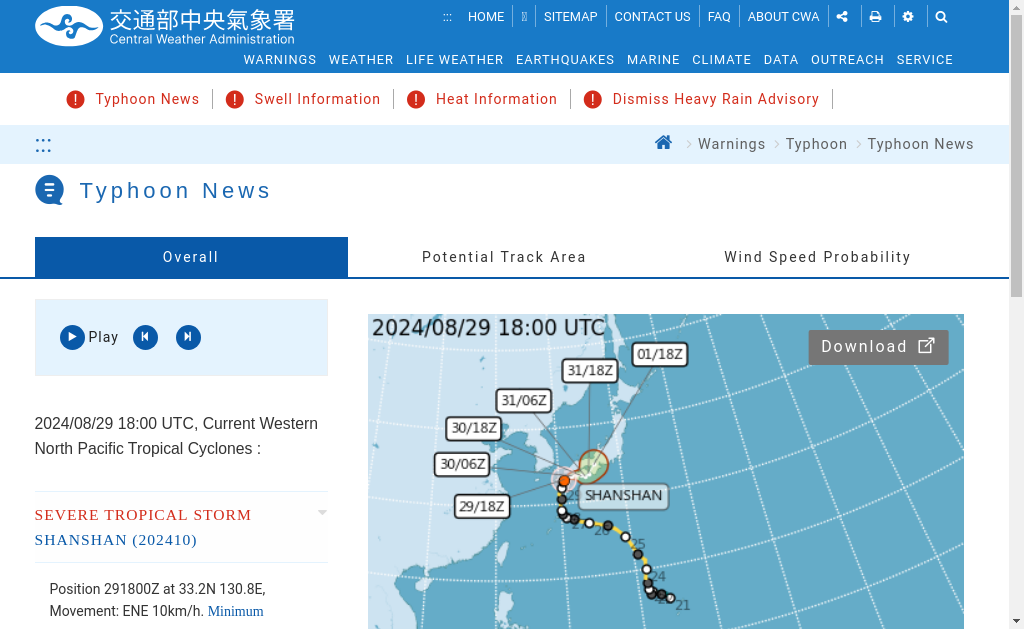 交通部中央氣象署
Central Weather Administration
::: HOME SITEMAP CONTACT US FAQ ABOUT CWA
WARNINGS WEATHER LIFE WEATHER EARTHQUAKES MARINE CLIMATE DATA OUTREACH SERVICE
Typhoon News Swell Information Heat Information Dismiss Heavy Rain Advisory
::: Warnings Typhoon Typhoon News
Typhoon News
Overall Potential Track Area Wind Speed Probability
Play
2024/08/29 18:00 UTC, Current Western
North Pacific Tropical Cyclones :
SEVERE TROPICAL STORM
SHANSHAN (202410)
Position 291800Z at 33.2N 130.8E,
Movement: ENE 10km/h. Minimum
2024/08/29 18:00 UTC
Download
01/18Z
31/18Z
31/06Z
30/18Z
30/06Z
29/18Z
SHANSHAN
26
25
24
21